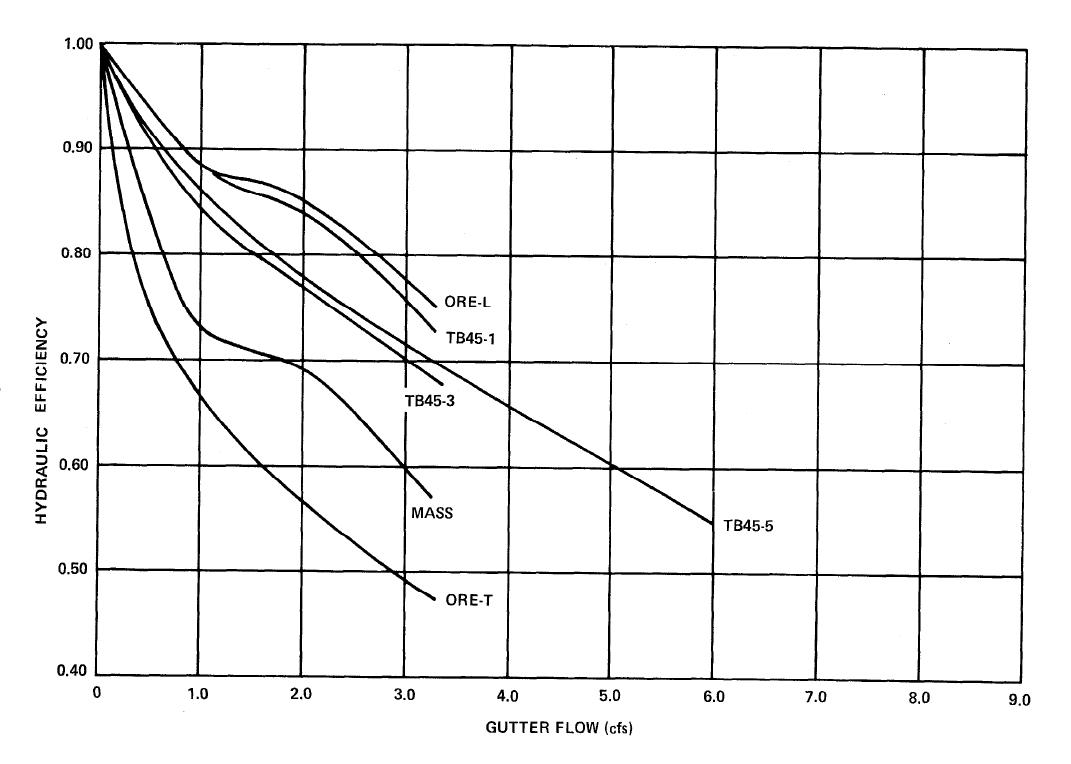 1.00
0.90
0.80
0.70
0.60
0.50
0.40
HYDRAULIC EFFICIENCY
ORE-L
TB45-1
TB45-3
MASS
TB45-5
ORE-T
0 1.0 2.0 3.0 4.0 5.0 6.0 7.0 8.0 9.0
GUTTER FLOW (cfs)